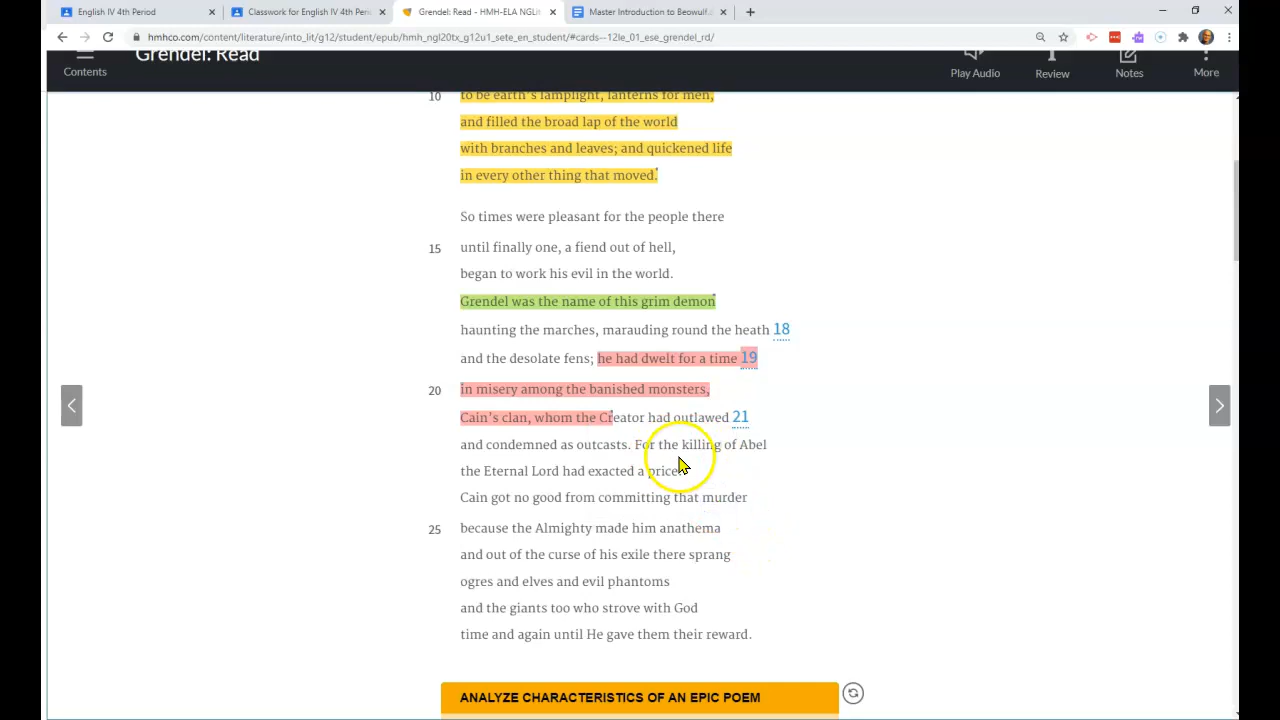 English IV 4th Period
Classwork for English IV 4th Peri
Grendel: Read - HMH-ELA NGLin
Master Introduction to Beowulf.
hmhco.com/content/literature/into_lit/g12/student/epub/hmh_ngl20tx_g12u1_sete_en_student/#cards--12le_01_ese_grendel_rd/
Contents
Grendel: Read
Play Audio
Review
Notes
More
10 to be earth's lamplight, lanterns for men,
and filled the broad lap of the world
with branches and leaves; and quickened life
in every other thing that moved.
So times were pleasant for the people there
15 until finally one, a fiend out of hell,
began to work his evil in the world.
Grendel was the name of this grim demon
haunting the marches, marauding round the heath 18
and the desolate fens; he had dwelt for a time 19
20 in misery among the banished monsters,
Cain's clan, whom the Creator had outlawed 21
and condemned as outcasts. For the killing of Abel
the Eternal Lord had exacted a price
Cain got no good from committing that murder
25 because the Almighty made him anathema
and out of the curse of his exile there sprang
ogres and elves and evil phantoms
and the giants too who strove with God
time and again until He gave them their reward.
ANALYZE CHARACTERISTICS OF AN EPIC POEM